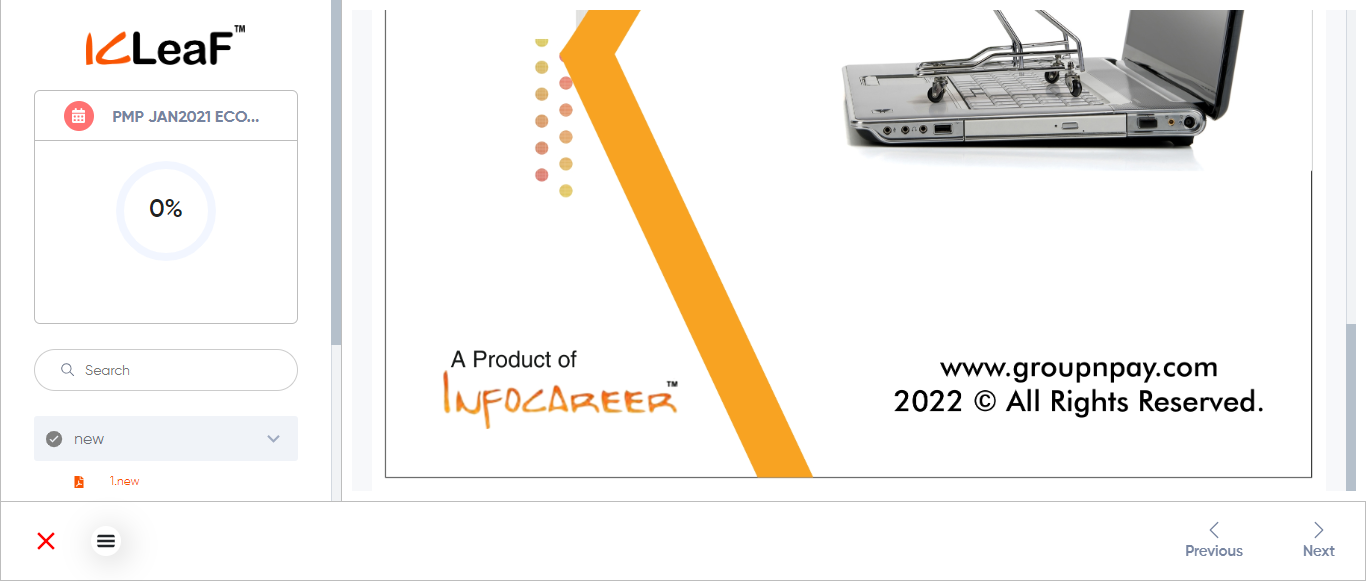 ICLeaF™
PMP JAN2021 ECO...
0%
Search
new
1.new
A Product of
INFOCAREER™
www.groupnpay.com
2022 © All Rights Reserved.
Previous
Next